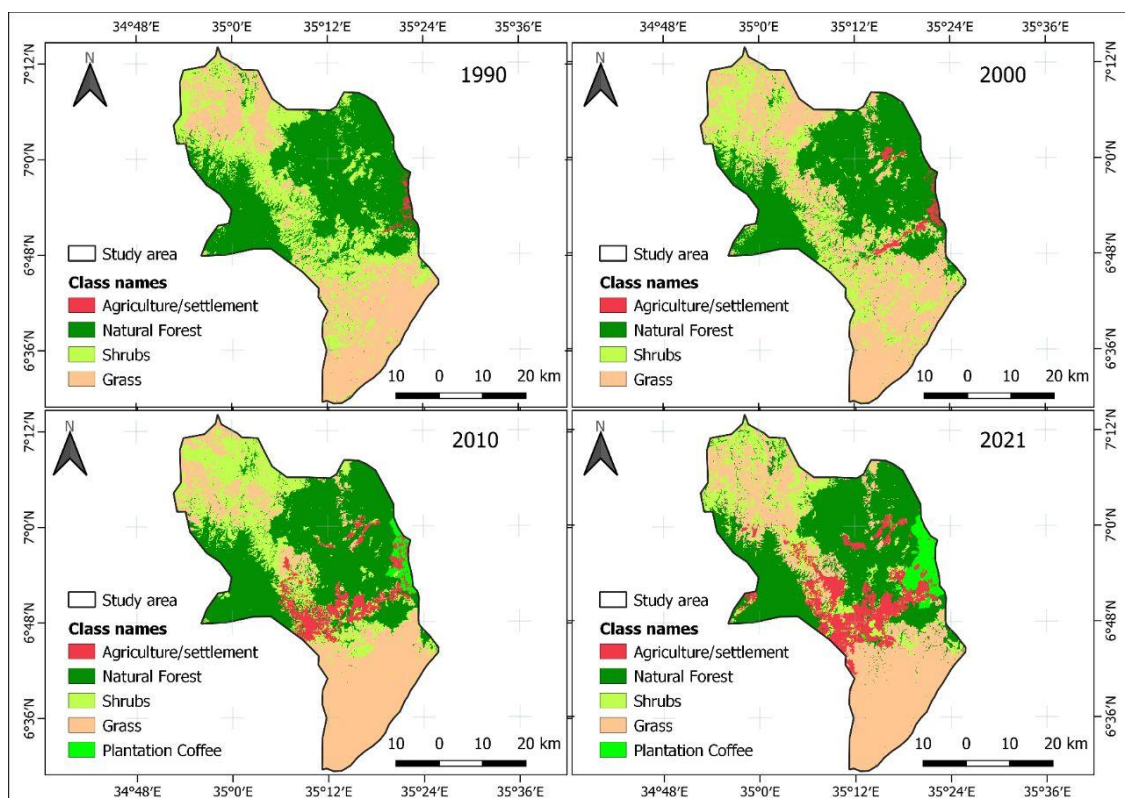 34°48'E 35°0'E 35°12'E 35°24'E 35°36'E 34°48'E 35°0'E 35°12'E 35°24'E 35°36'E
7°12'N
N
1990
7°0'N
6°48'N
Study area
Class names
Agriculture/settlement
Natural Forest
Shrubs
6°36'N
Grass
10 0 10 20 km
N
2000
7°12'N
7°0'N
6°48'N
Study area
Class names
Agriculture/settlement
Natural Forest
Shrubs
Grass
6°36'N
10 0 10 20 km
7°12'N
N
2010
7°0'N
6°48'N
Study area
Class names
Agriculture/settlement
Natural Forest
Shrubs
Grass
6°36'N
Plantation Coffee
10 0 10 20 km
N
2021
7°12'N
7°0'N
6°48'N
Study area
Class names
Agriculture/settlement
Natural Forest
Shrubs
Grass
6°36'N
Plantation Coffee
10 0 10 20 km
34°48'E 35°0'E 35°12'E 35°24'E 35°36'E 34°48'E 35°0'E 35°12'E 35°24'E 35°36'E